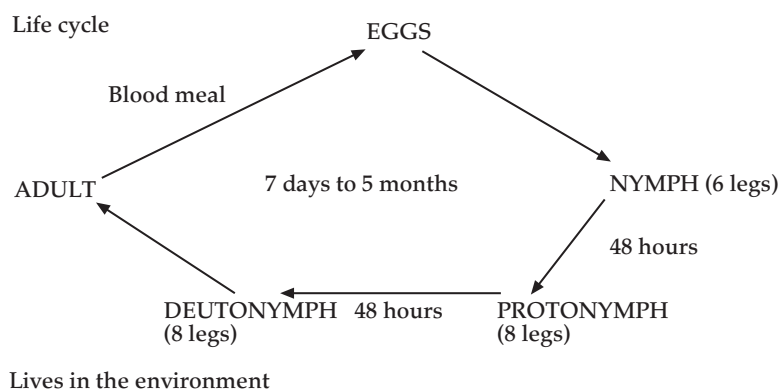 Life cycle
EGGS
Blood meal
ADULT
7 days to 5 months
NYMPH (6 legs)
48 hours
DEUTONYMPH
(8 legs)
48 hours
PROTONYMPH
(8 legs)
Lives in the environment